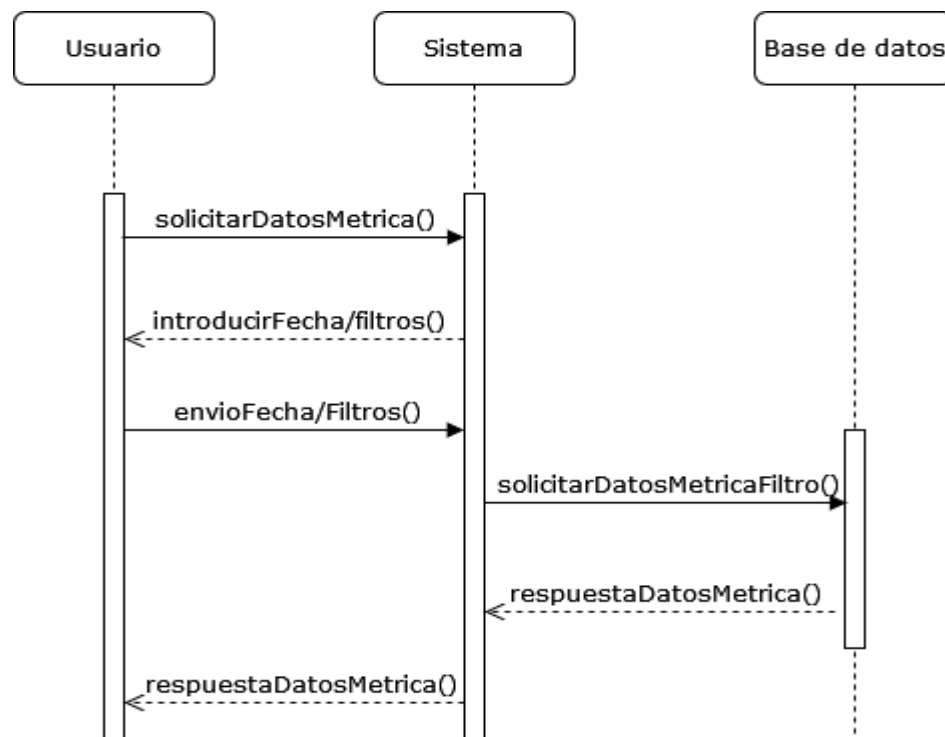 Usuario
Sistema
Base de datos
solicitarDatosMetrica()
introducirFecha/filtros()
envioFecha/Filtros()
solicitarDatosMetricaFiltro()
respuestaDatosMetrica()
respuestaDatosMetrica()